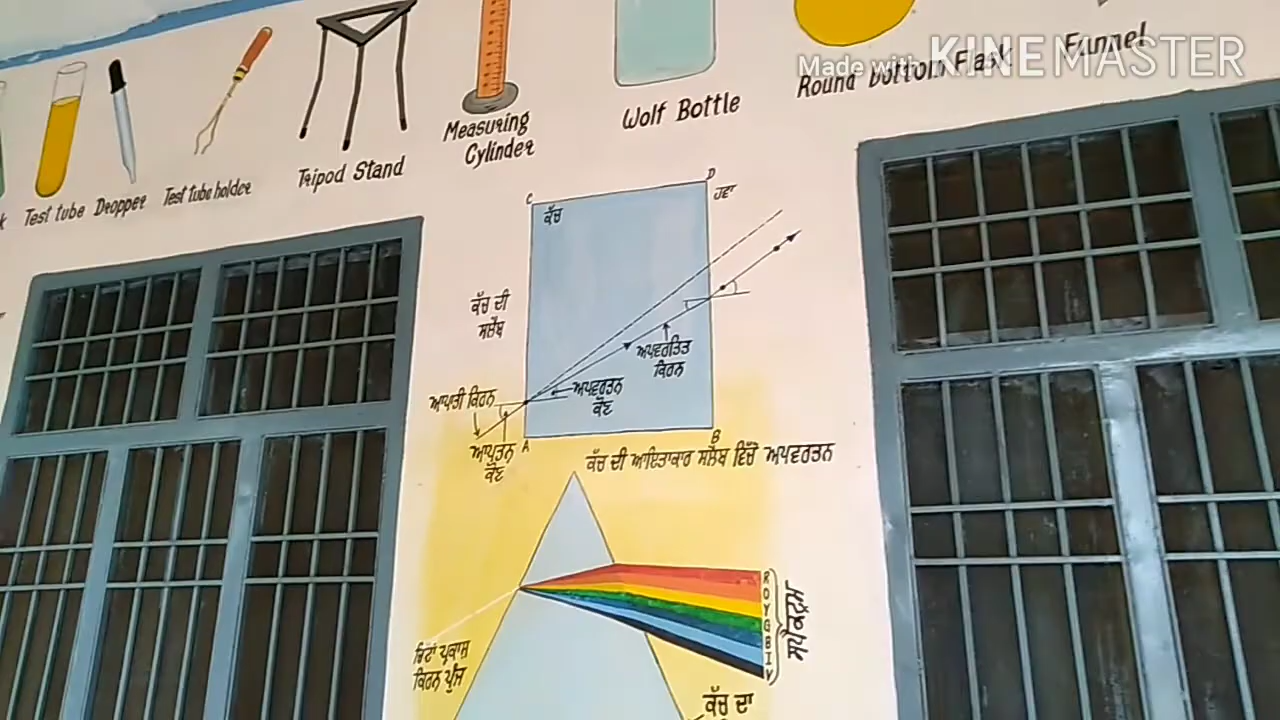 Made with KINEMASTER
Test tube
Dropper
Test tube holder
Tripod Stand
Measuring
Cylinder
Wolf Bottle
Round Bottom Flask
Funnel
C
D
ਕੱਚ
ਹਵਾ
ਕੱਚ ਦੀ
ਸਲੈਬ
ਅਪਵਰਤਿਤ
ਕਿਰਨ
ਆਪਤੀ ਕਿਰਨ
ਅਪਵਰਤਨ
ਕੋਣ
ਆਪਤਨ
ਕੋਣ
A
B
ਕੱਚ ਦੀ ਆਇਤਾਕਾਰ ਸਲੈਬ ਵਿੱਚੋਂ ਅਪਵਰਤਨ
R
O
Y
G
B
I
V
ਸਪੈਕਟ੍ਰਮ
ਚਿੱਟਾ ਪ੍ਰਕਾਸ਼
ਕਿਰਨ ਪੁੰਜ
ਕੱਚ ਦਾ